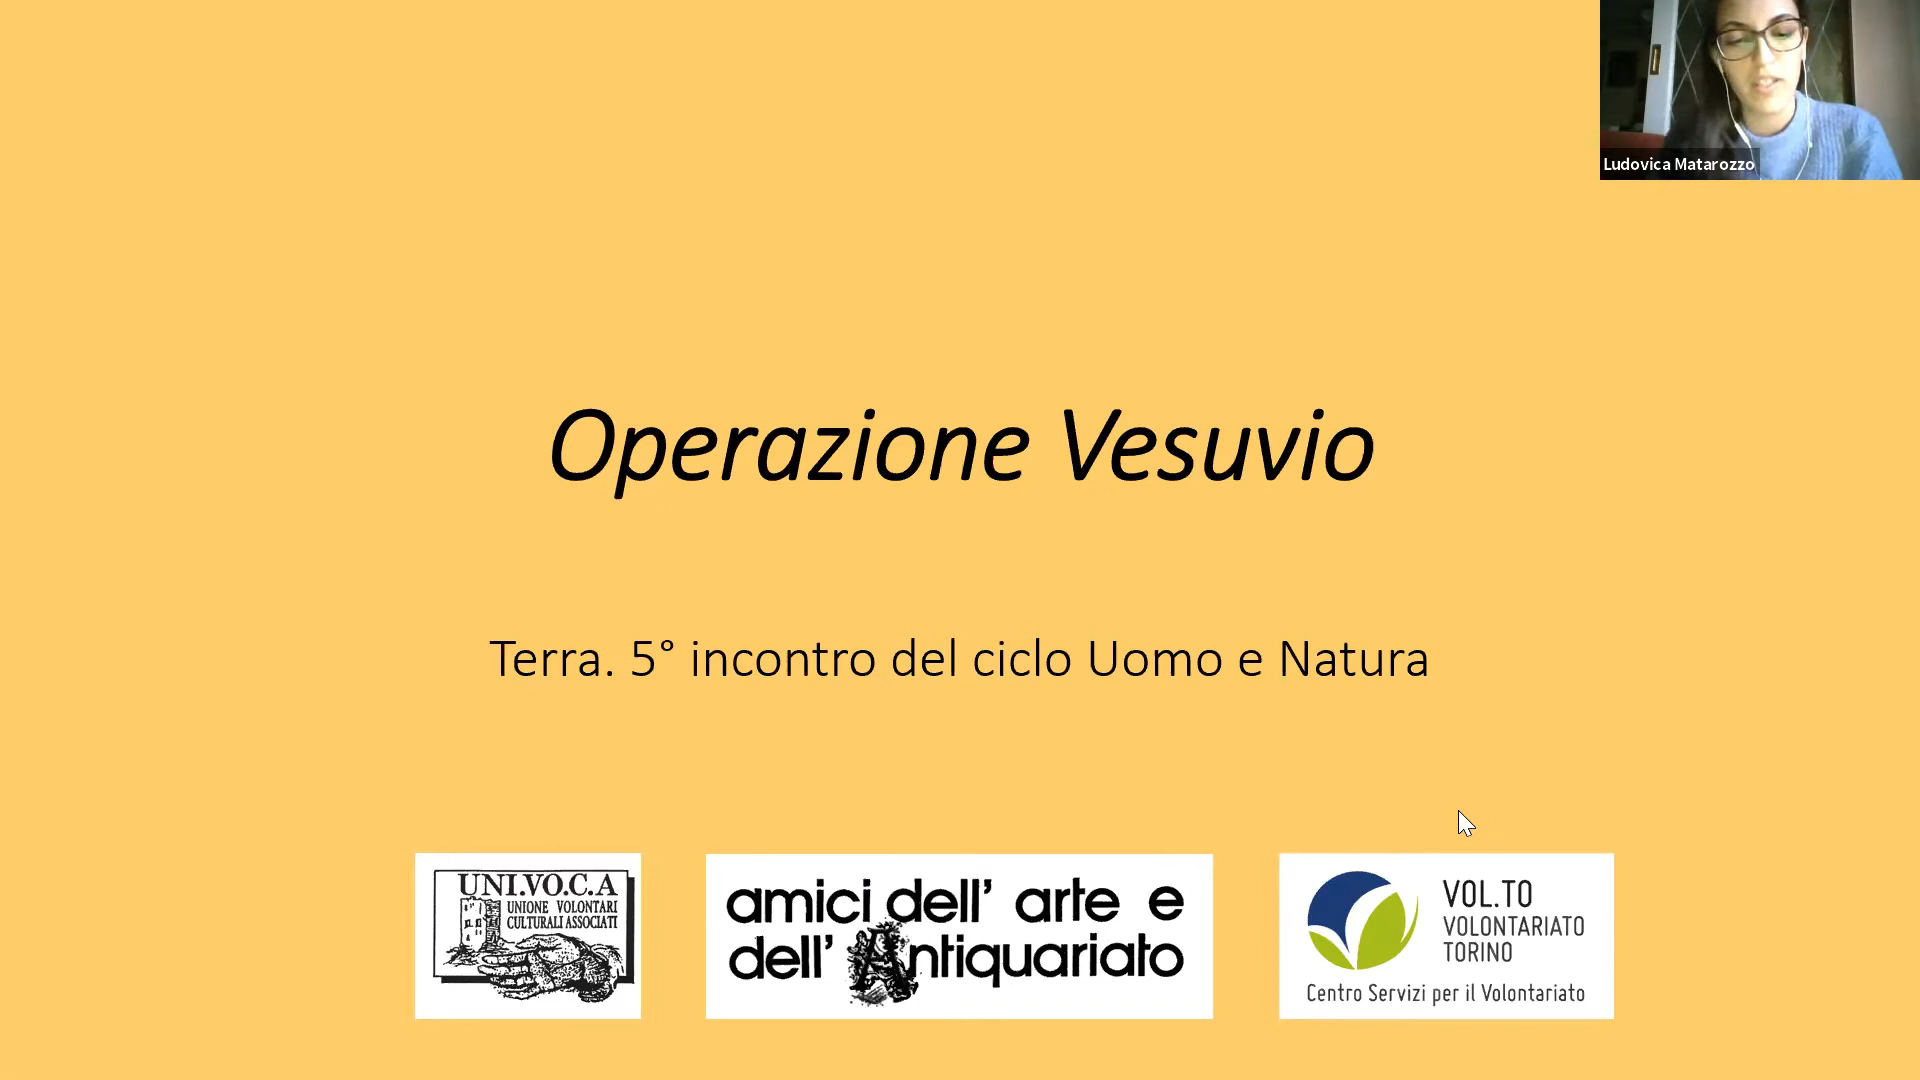 Ludovica Matarozzo
Operazione Vesuvio
Terra. 5° incontro del ciclo Uomo e Natura
UNI.VO.C.A
UNIONE VOLONTARI
CULTURALI ASSOCIATI
amici dell' arte e
dell' Antiquariato
VOL.TO
VOLONTARIATO
TORINO
Centro Servizi per il Volontariato